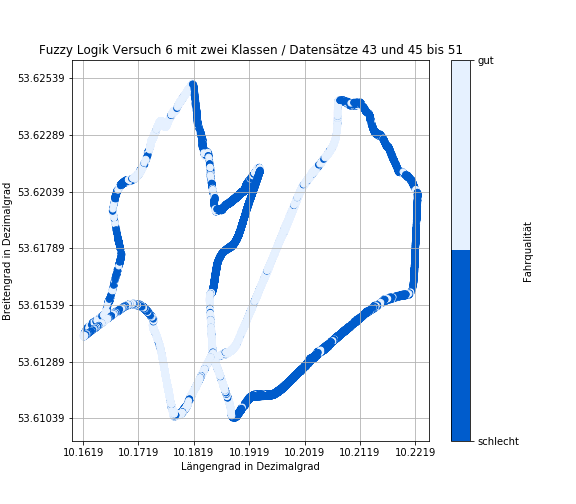 Fuzzy Logik Versuch 6 mit zwei Klassen / Datensätze 43 und 45 bis 51
gut
53.62539
53.62289
53.62039
53.61789
53.61539
53.61289
53.61039
Breitengrad in Dezimalgrad
Fahrqualität
schlecht
10.1619 10.1719 10.1819 10.1919 10.2019 10.2119 10.2219
Längengrad in Dezimalgrad